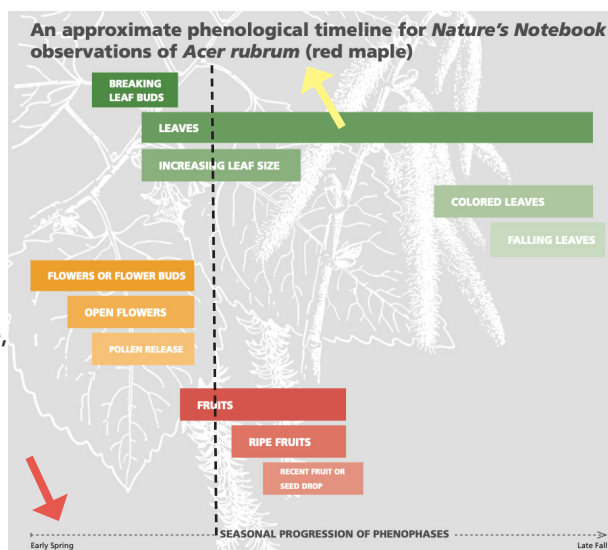 An approximate phenological timeline for Nature's Notebook
observations of Acer rubrum (red maple)
BREAKING
LEAF BUDS
LEAVES
INCREASING LEAF SIZE
COLORED LEAVES
FALLING LEAVES
FLOWERS OR FLOWER BUDS
OPEN FLOWERS
,
POLLEN RELEASE
FRUITS
RIPE FRUITS
RECENT FRUIT OR
SEED DROP
SEASONAL PROGRESSION OF PHENOPHASES
Early Spring
Late Fall